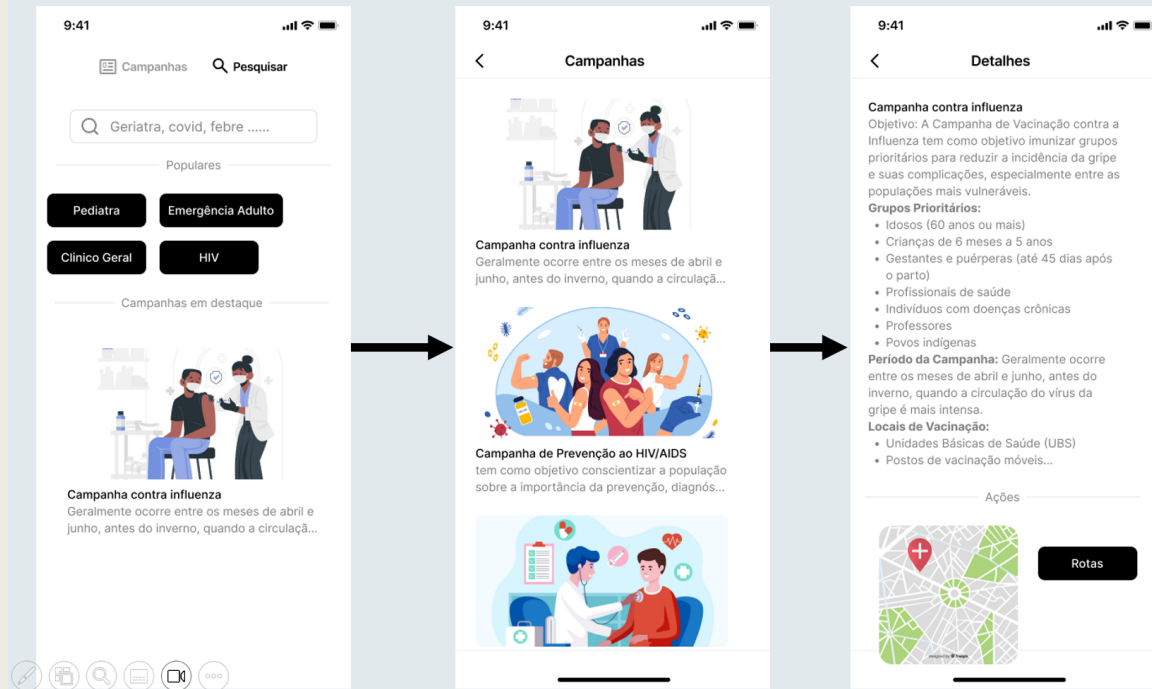 9:41
Campanhas
Pesquisar
Geriatra, covid, febre ......
Populares
Pediatra
Emergência Adulto
Clinico Geral
HIV
Campanhas em destaque
Campanha contra influenza
Geralmente ocorre entre os meses de abril e
junho, antes do inverno, quando a circulaçã...
9:41
Campanhas
Campanha contra influenza
Geralmente ocorre entre os meses de abril e
junho, antes do inverno, quando a circulaçã...
Campanha de Prevenção ao HIV/AIDS
tem como objetivo conscientizar a população
sobre a importância da prevenção, diagnós...
9:41
Detalhes
Campanha contra influenza
Objetivo: A Campanha de Vacinação contra a
Influenza tem como objetivo imunizar grupos
prioritários para reduzir a incidência da gripe
e suas complicações, especialmente entre as
populações mais vulneráveis.
Grupos Prioritários:
• Idosos (60 anos ou mais)
• Crianças de 6 meses a 5 anos
• Gestantes e puérperas (até 45 dias após
o parto)
• Profissionais de saúde
• Indivíduos com doenças crônicas
• Professores
• Povos indígenas
Período da Campanha: Geralmente ocorre
entre os meses de abril e junho, antes do
inverno, quando a circulação do vírus da
gripe é mais intensa.
Locais de Vacinação:
• Unidades Básicas de Saúde (UBS)
• Postos de vacinação móveis...
Ações
designed by freepik
Rotas